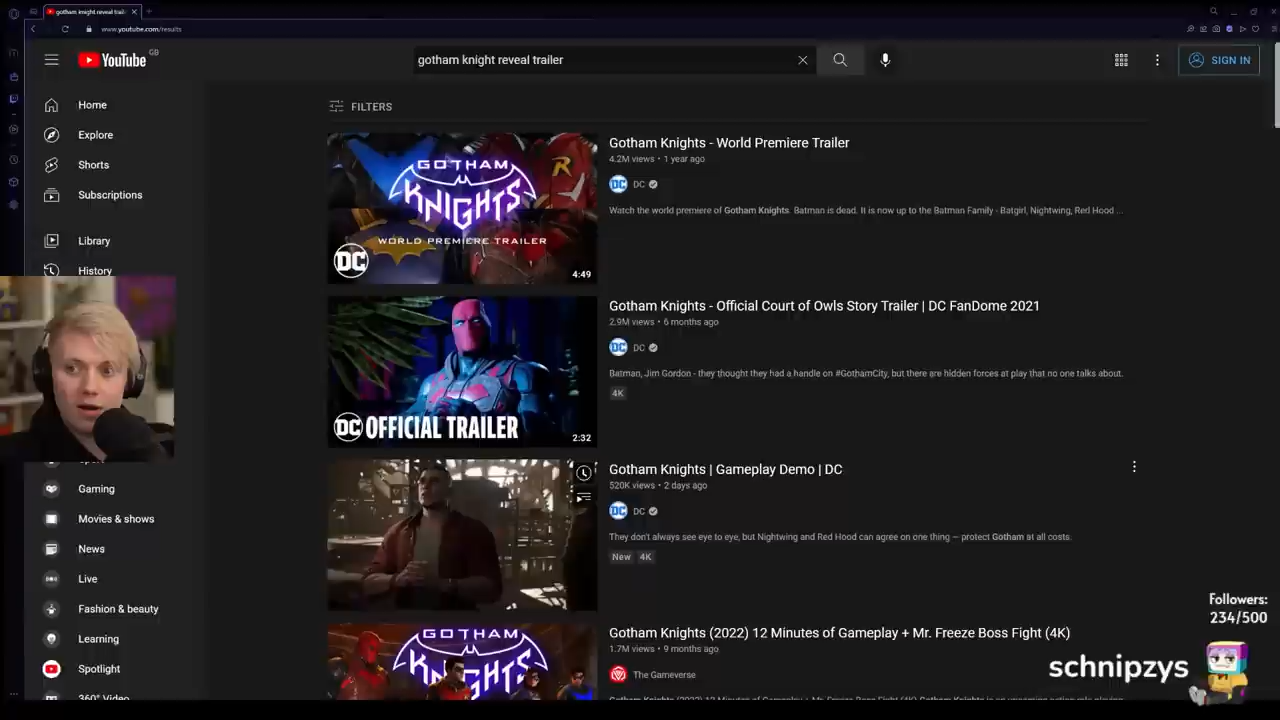 gotham knight reveal trail
www.youtube.com/results
YouTube GB
gotham knight reveal trailer
SIGN IN
Home
Explore
Shorts
Subscriptions
Library
History
Gaming
Movies & shows
News
Live
Fashion & beauty
Learning
Spotlight
360° Video
FILTERS
GOTHAM
KNIGHTS
WORLD PREMIERE TRAILER
DC
4:49
Gotham Knights - World Premiere Trailer
4.2M views • 1 year ago
DC DC
Watch the world premiere of Gotham Knights. Batman is dead. It is now up to the Batman Family - Batgirl, Nightwing, Red Hood ...
DC OFFICIAL TRAILER
2:32
Gotham Knights - Official Court of Owls Story Trailer | DC FanDome 2021
2.9M views • 6 months ago
DC DC
Batman, Jim Gordon - they thought they had a handle on #GothamCity, but there are hidden forces at play that no one talks about.
4K
Gotham Knights | Gameplay Demo | DC
520K views • 2 days ago
DC DC
They don't always see eye to eye, but Nightwing and Red Hood can agree on one thing — protect Gotham at all costs.
New 4K
GOTHAM
KNIGHTS
Gotham Knights (2022) 12 Minutes of Gameplay + Mr. Freeze Boss Fight (4K)
1.7M views • 9 months ago
The Gameverse
Followers:
234/500
schnipzys